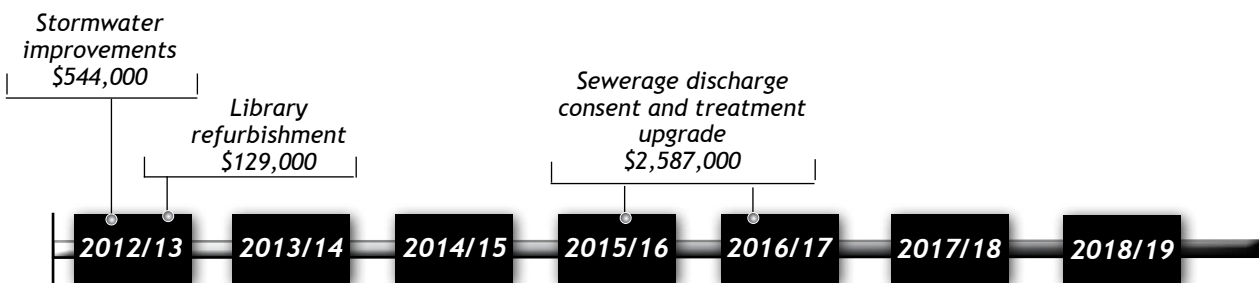 Stormwater
improvements
$544,000
Library
refurbishment
$129,000
Sewerage discharge
consent and treatment
upgrade
$2,587,000
2012/13
2013/14
2014/15
2015/16
2016/17
2017/18
2018/19